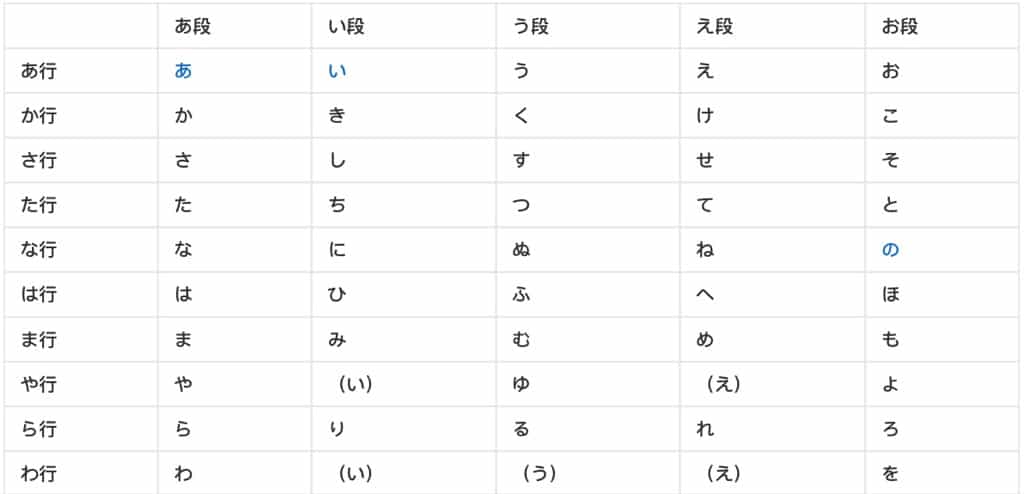 あ段 い段 う段 え段 お段
あ行 あ い う え お
か行 か き く け こ
さ行 さ し す せ そ
た行 た ち つ て と
な行 な に ぬ ね の
は行 は ひ ふ へ ほ
ま行 ま み む め も
や行 や （い） ゆ （え） よ
ら行 ら り る れ ろ
わ行 わ （い） （う） （え） を